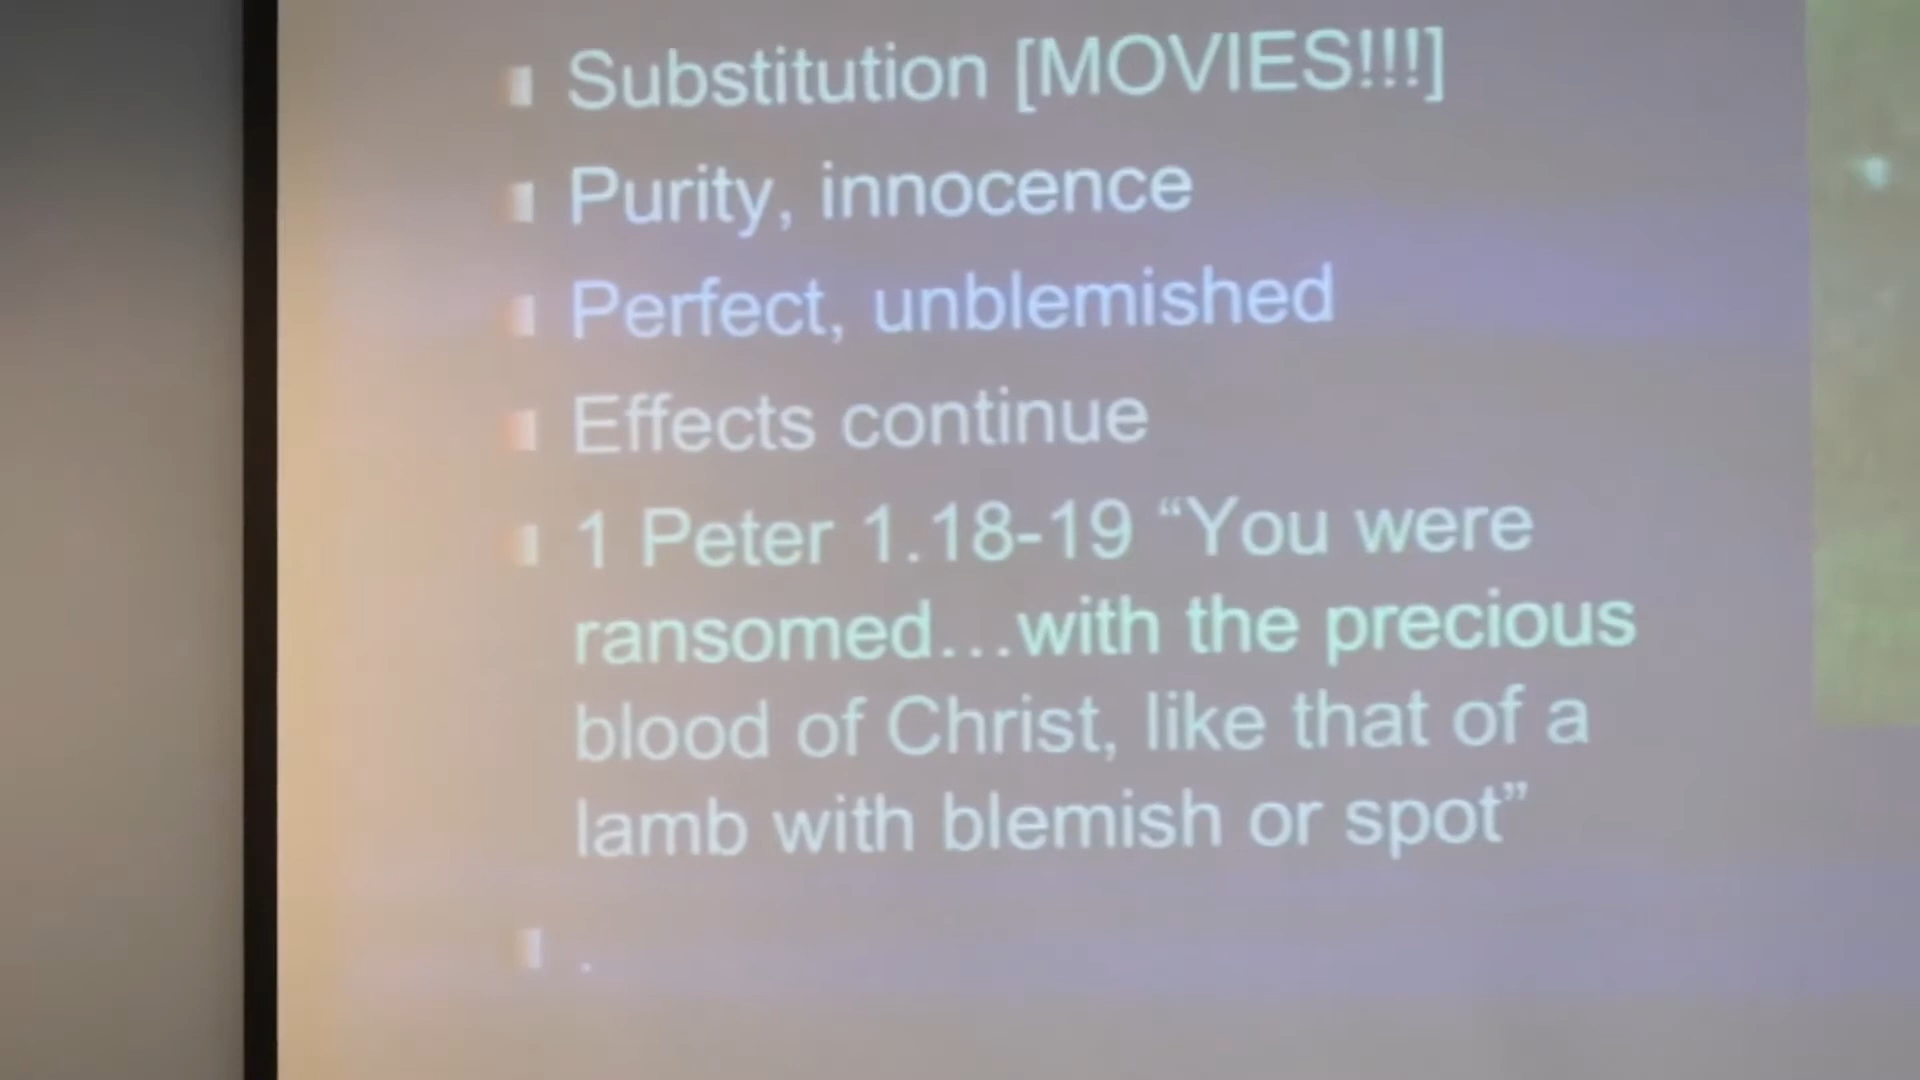 Substitution [MOVIES!!!]
Purity, innocence
Perfect, unblemished
Effects continue
1 Peter 1.18-19 “You were
ransomed...with the precious
blood of Christ, like that of a
lamb with blemish or spot”
.